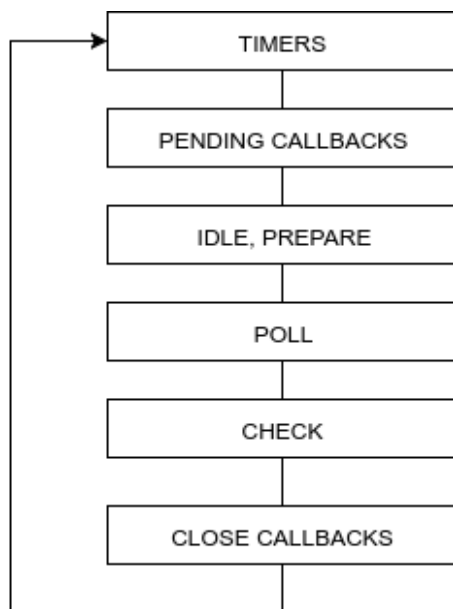 TIMERS
PENDING CALLBACKS
IDLE, PREPARE
POLL
CHECK
CLOSE CALLBACKS